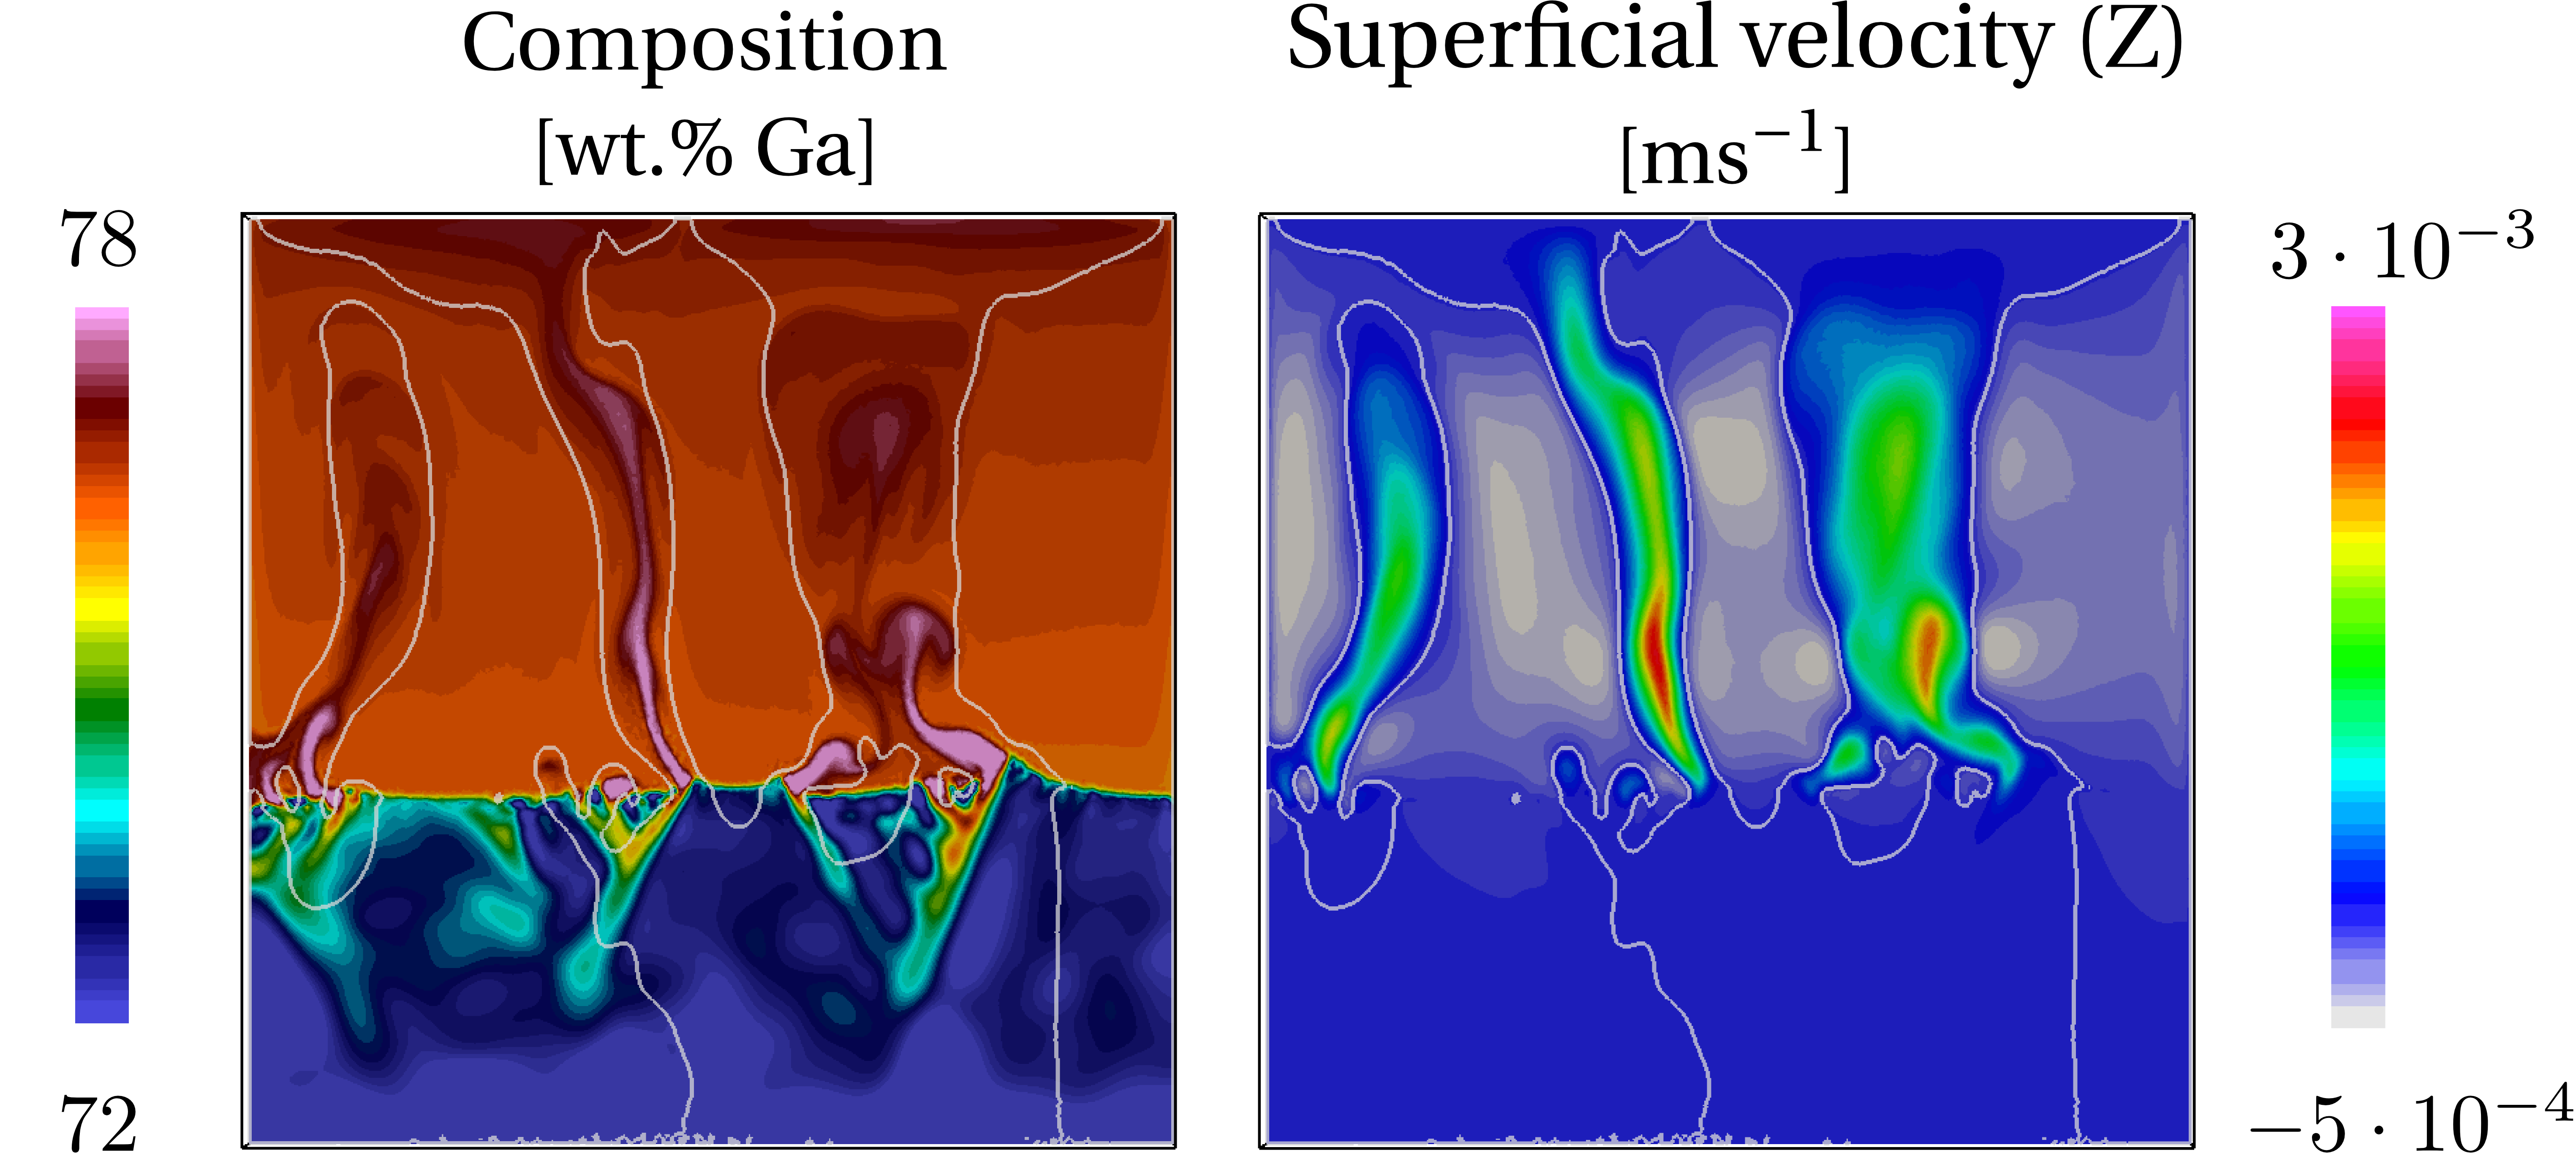 Composition
[wt.% Ga]
78
72
Superficial velocity (Z)
[ms⁻¹]
3 · 10⁻³
−5 · 10⁻⁴